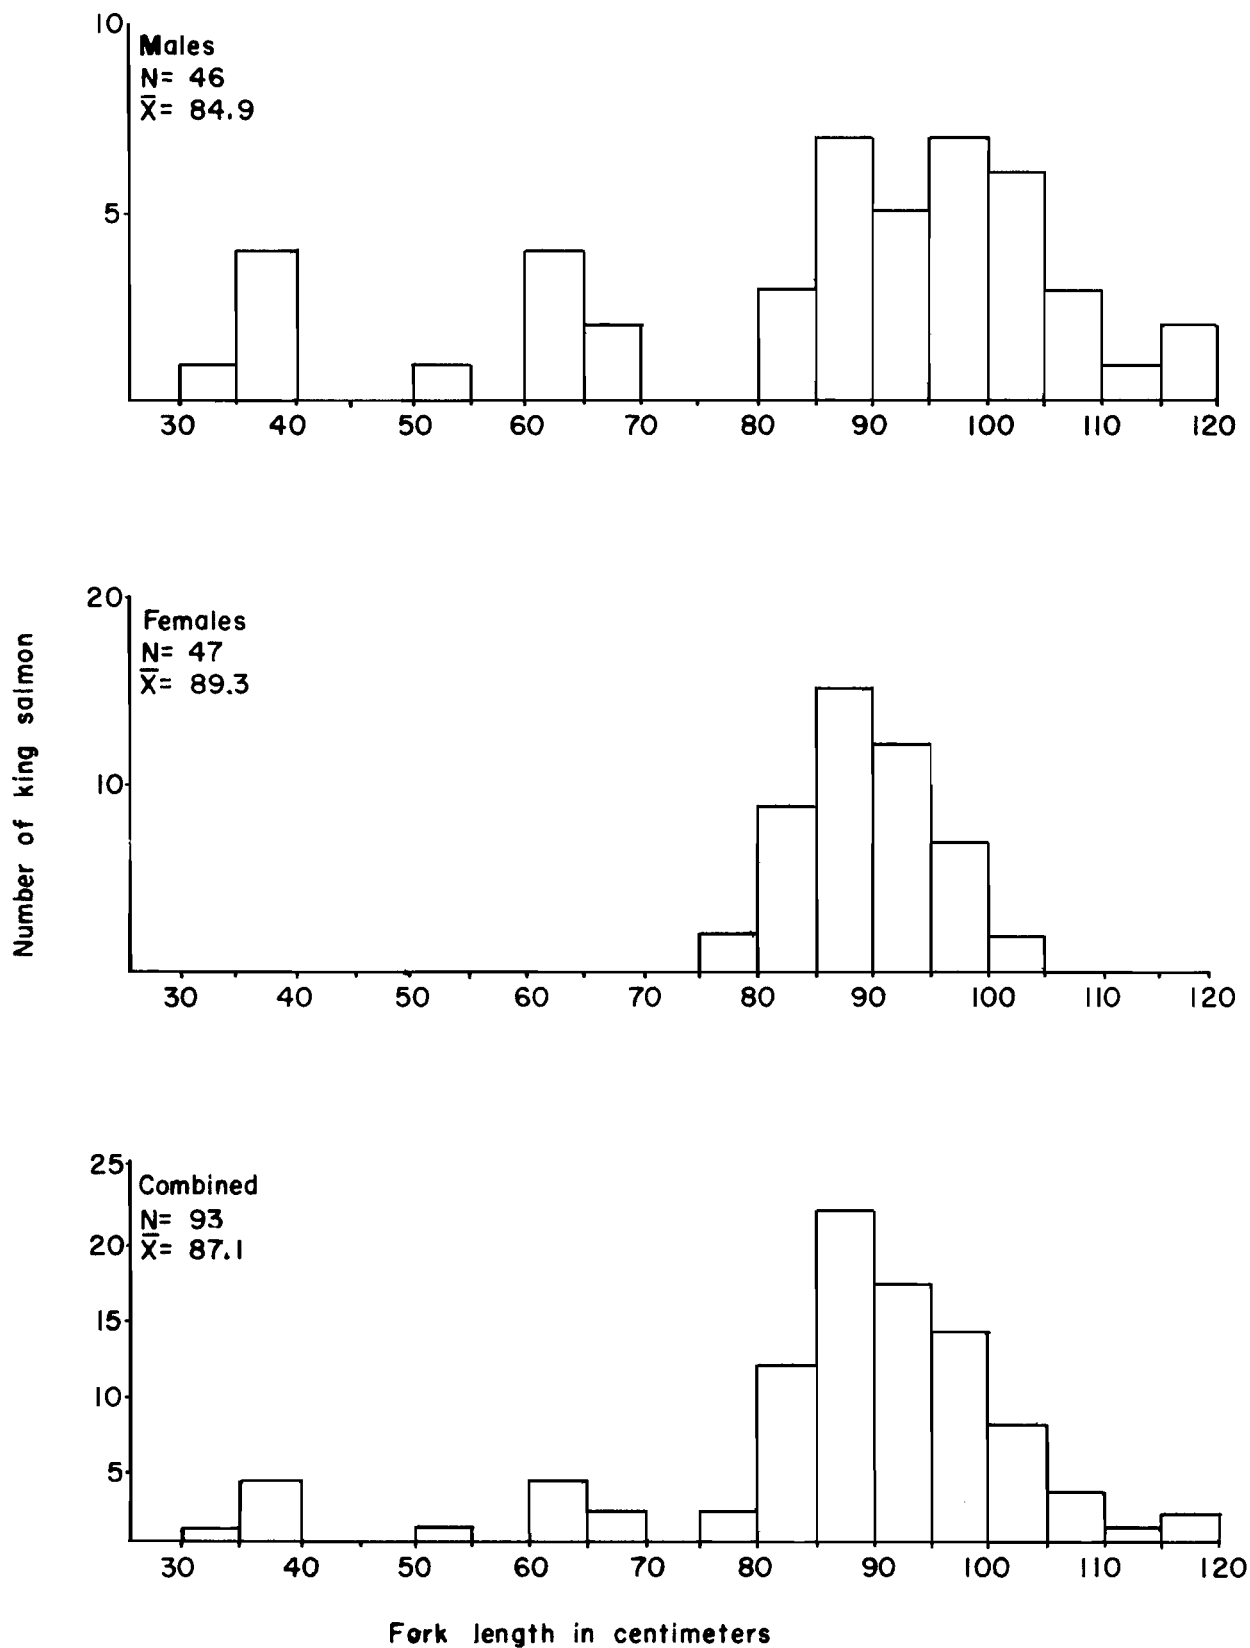 10
Males
N= 46
X̄= 84.9
5
30 40 50 60 70 80 90 100 110 120
20
Females
N= 47
X̄= 89.3
10
30 40 50 60 70 80 90 100 110 120
Number of king salmon
25
Combined
N= 93
20
X̄= 87.1
15
10
5
30 40 50 60 70 80 90 100 110 120
Fork length in centimeters